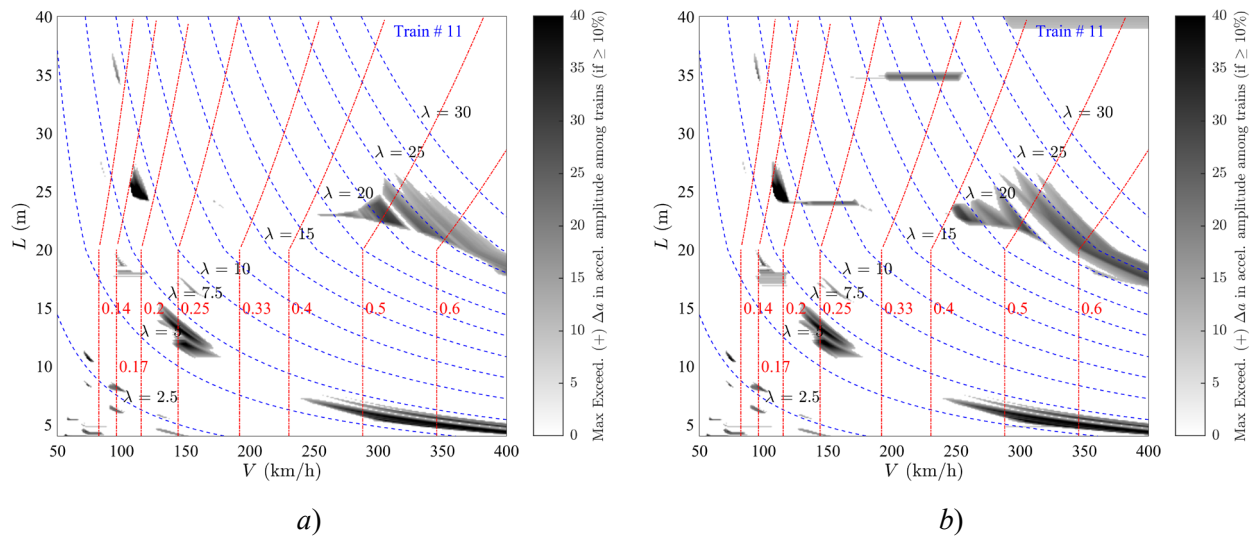 Train # 11
λ = 30
λ = 25
λ = 20
λ = 15
λ = 10
λ = 7.5
0.14
0.2
0.25
0.33
0.4
0.5
0.6
λ = 5
0.17
λ = 2.5
40
35
30
25
20
15
10
5
L (m)
50
100
150
200
250
300
350
400
V (km/h)
40
35
30
25
20
15
10
5
0
Max Exceed. (+) Δa in accel. amplitude among trains (if ≥ 10%)
a)
Train # 11
λ = 30
λ = 25
λ = 20
λ = 15
λ = 10
λ = 7.5
0.14
0.2
0.25
0.33
0.4
0.5
0.6
λ = 5
0.17
λ = 2.5
40
35
30
25
20
15
10
5
L (m)
50
100
150
200
250
300
350
400
V (km/h)
40
35
30
25
20
15
10
5
0
Max Exceed. (+) Δa in accel. amplitude among trains (if ≥ 10%)
b)